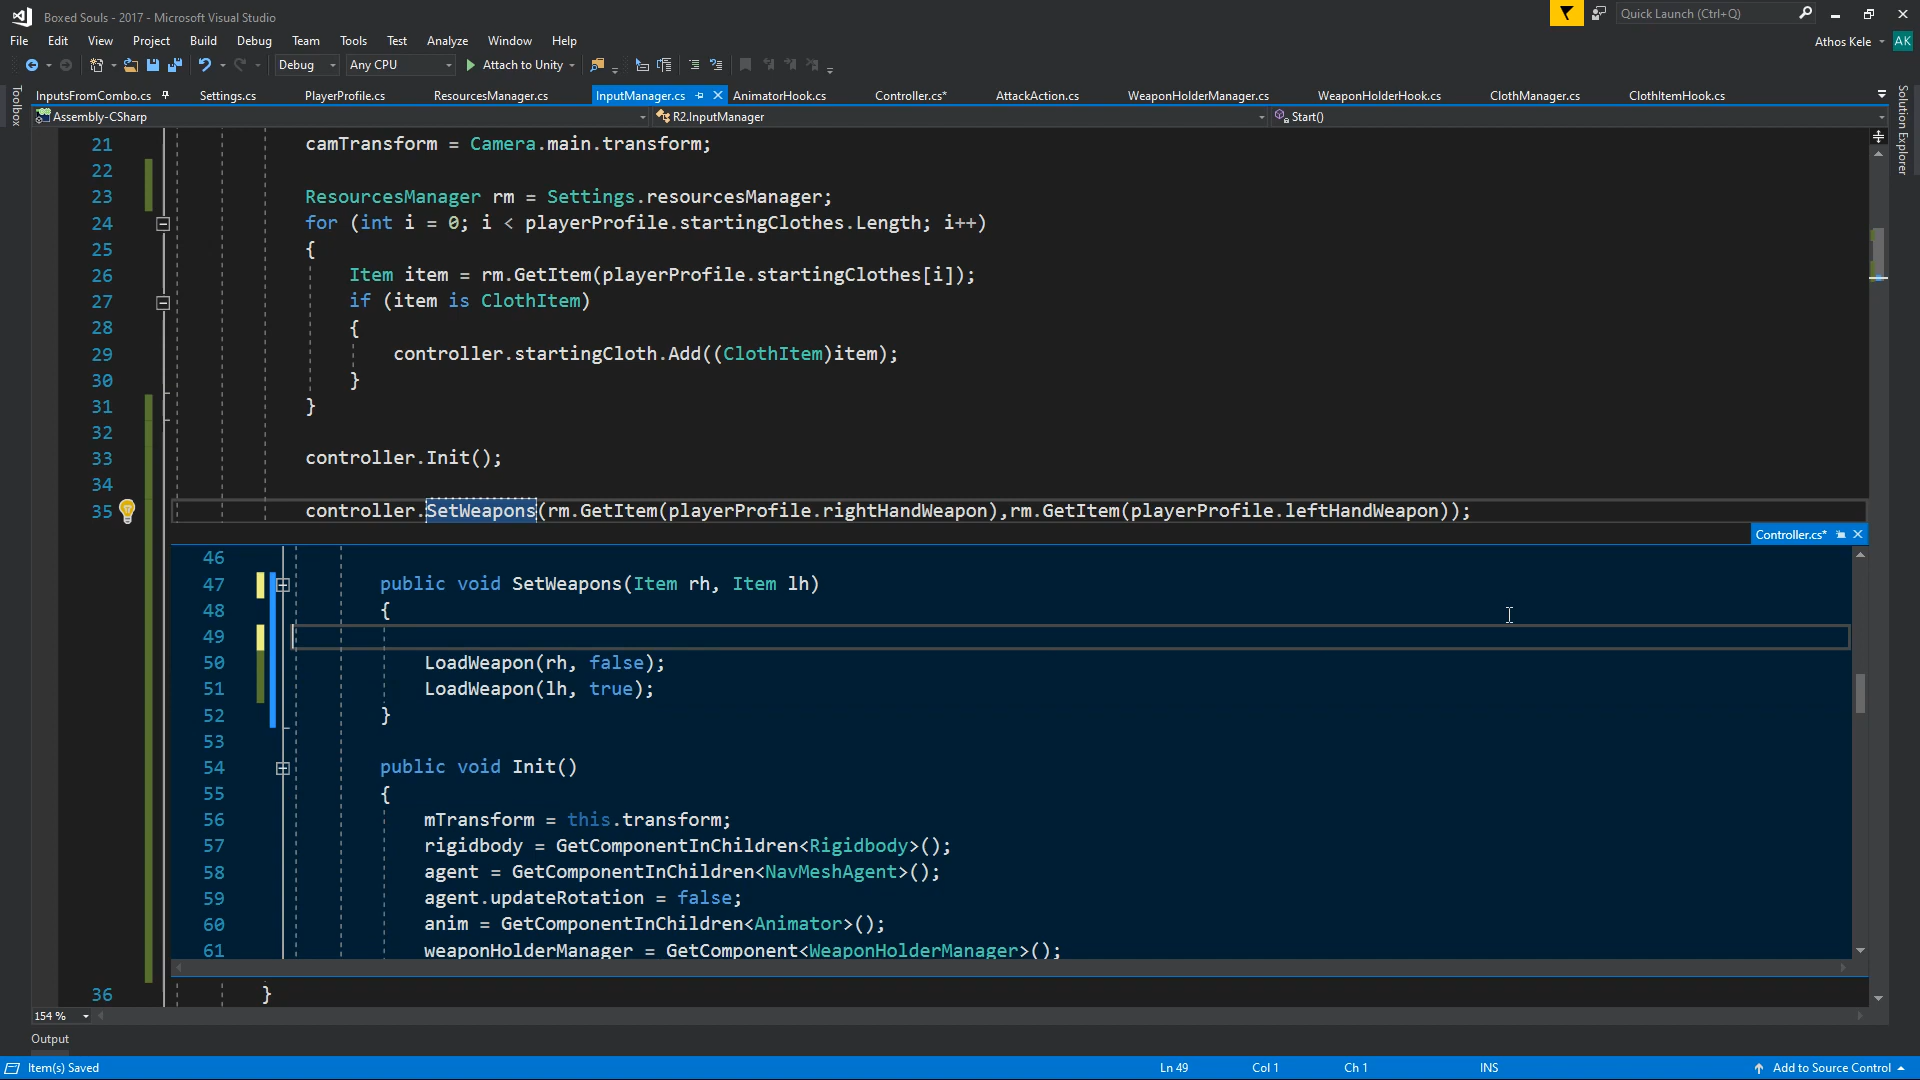 Boxed Souls - 2017 - Microsoft Visual Studio
Quick Launch (Ctrl+Q)
File Edit View Project Build Debug Team Tools Test Analyze Window Help
Athos Kele AK
Debug Any CPU Attach to Unity
Toolbox
InputsFromCombo.cs Settings.cs PlayerProfile.cs ResourcesManager.cs InputManager.cs AnimatorHook.cs Controller.cs* AttackAction.cs WeaponHolderManager.cs WeaponHolderHook.cs ClothManager.cs ClothItemHook.cs
Solution Explorer
Assembly-CSharp R2.InputManager Start()
21 camTransform = Camera.main.transform;
22
23 ResourcesManager rm = Settings.resourcesManager;
24 for (int i = 0; i < playerProfile.startingClothes.Length; i++)
25 {
26 Item item = rm.GetItem(playerProfile.startingClothes[i]);
27 if (item is ClothItem)
28 {
29 controller.startingCloth.Add((ClothItem)item);
30 }
31 }
32
33 controller.Init();
34
35 controller.SetWeapons(rm.GetItem(playerProfile.rightHandWeapon),rm.GetItem(playerProfile.leftHandWeapon));
Controller.cs*
46
47 public void SetWeapons(Item rh, Item lh)
48 {
49
50 LoadWeapon(rh, false);
51 LoadWeapon(lh, true);
52 }
53
54 public void Init()
55 {
56 mTransform = this.transform;
57 rigidbody = GetComponentInChildren<Rigidbody>();
58 agent = GetComponentInChildren<NavMeshAgent>();
59 agent.updateRotation = false;
60 anim = GetComponentInChildren<Animator>();
61 weaponHolderManager = GetComponent<WeaponHolderManager>();
36 }
154 %
Output
Item(s) Saved Ln 49 Col 1 Ch 1 INS Add to Source Control